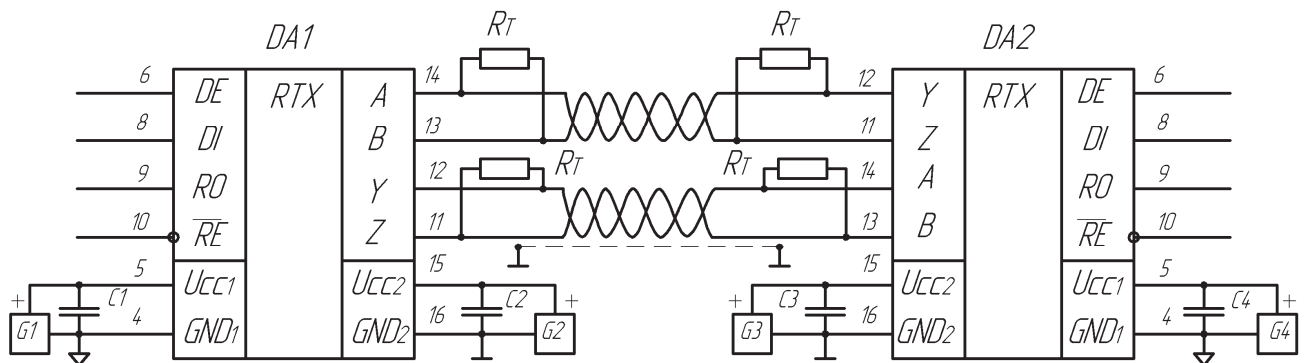 RT RT
DA1 DA2
6 DE RTX A 14 12 Y RTX DE 6
8 DI B 13 11 Z DI 8
9 RO Y 12 RT RT 14 A RO 9
10 RE Z 11 13 B RE 10
5 UCC1 UCC2 15 15 UCC2 UCC1 5
+ C1 C2 + + C3 C4 +
G1 4 GND1 GND2 16 G2 G3 16 GND2 GND1 4 G4